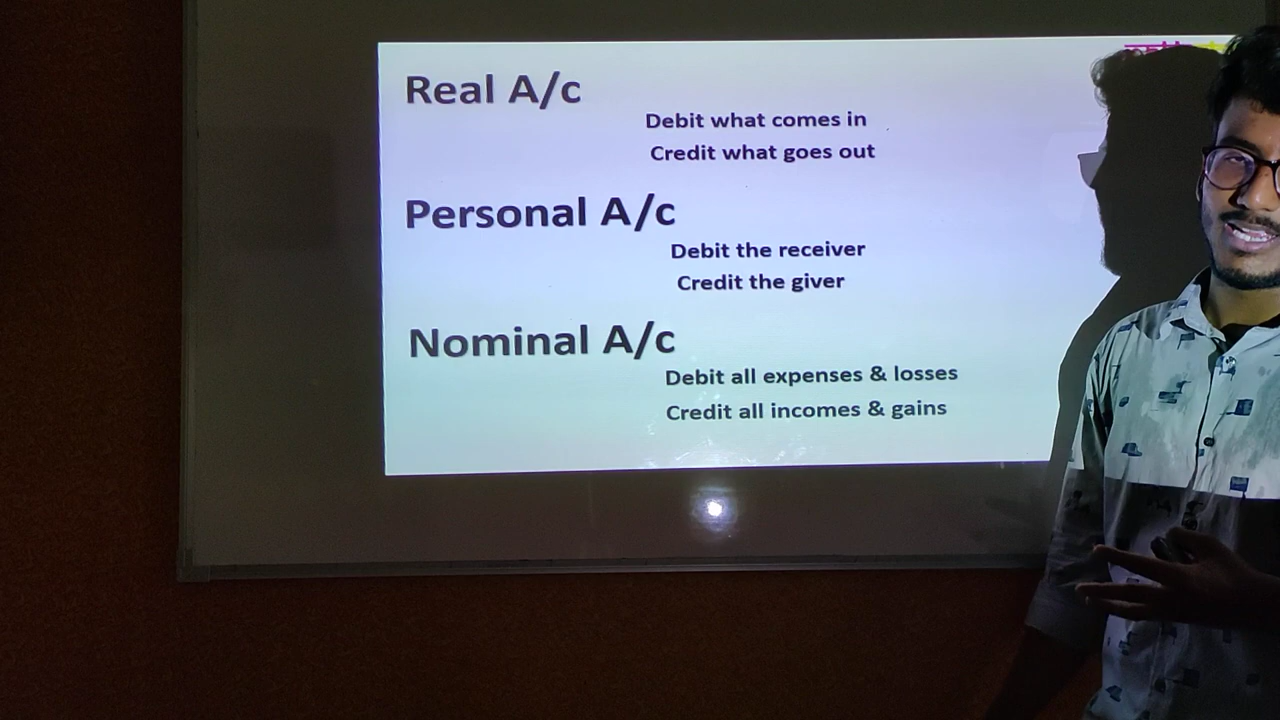 Real A/c
Debit what comes in
Credit what goes out
Personal A/c
Debit the receiver
Credit the giver
Nominal A/c
Debit all expenses & losses
Credit all incomes & gains